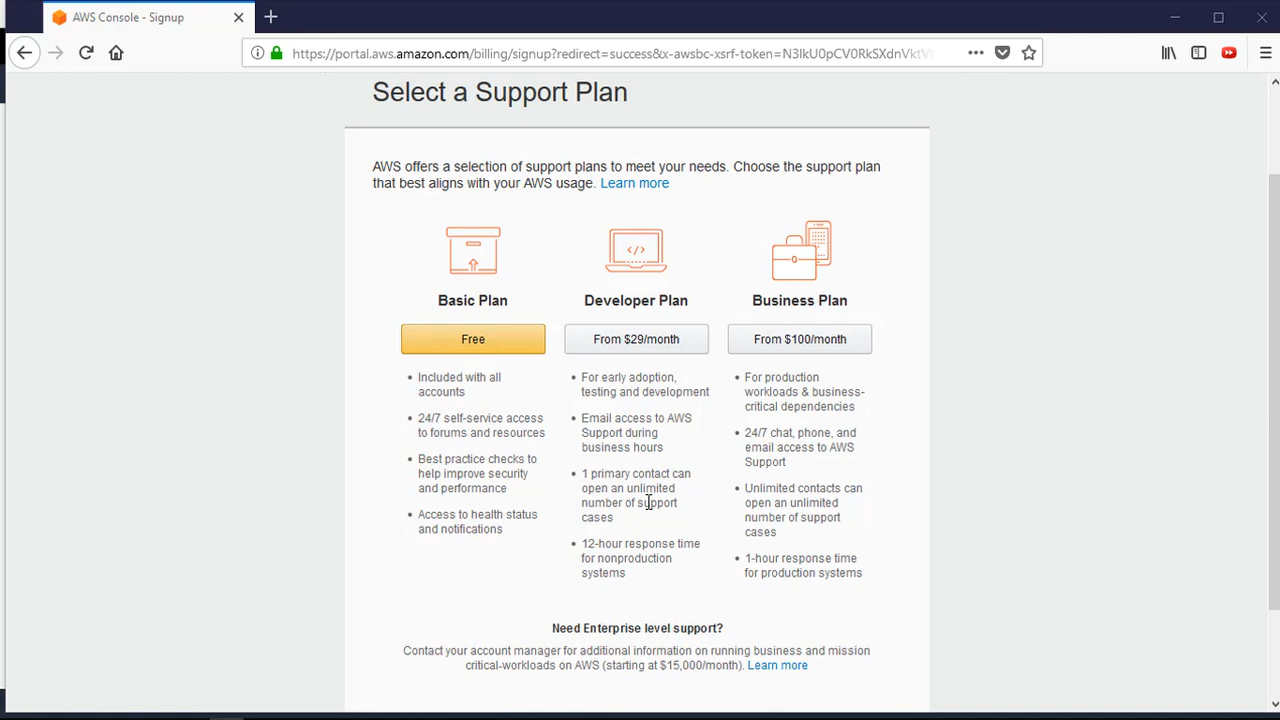 AWS Console - Signup
https://portal.aws.amazon.com/billing/signup?redirect=success&x-awsbc-xsrf-token=
Select a Support Plan
AWS offers a selection of support plans to meet your needs. Choose the support plan
that best aligns with your AWS usage. Learn more
</>
Basic Plan
Free
• Included with all
accounts
• 24/7 self-service access
to forums and resources
• Best practice checks to
help improve security
and performance
• Access to health status
and notifications
Developer Plan
From $29/month
• For early adoption,
testing and development
• Email access to AWS
Support during
business hours
• 1 primary contact can
open an unlimited
number of support
cases
• 12-hour response time
for nonproduction
systems
Business Plan
From $100/month
• For production
workloads & business-
critical dependencies
• 24/7 chat, phone, and
email access to AWS
Support
• Unlimited contacts can
open an unlimited
number of support
cases
• 1-hour response time
for production systems
Need Enterprise level support?
Contact your account manager for additional information on running business and mission
critical-workloads on AWS (starting at $15,000/month). Learn more